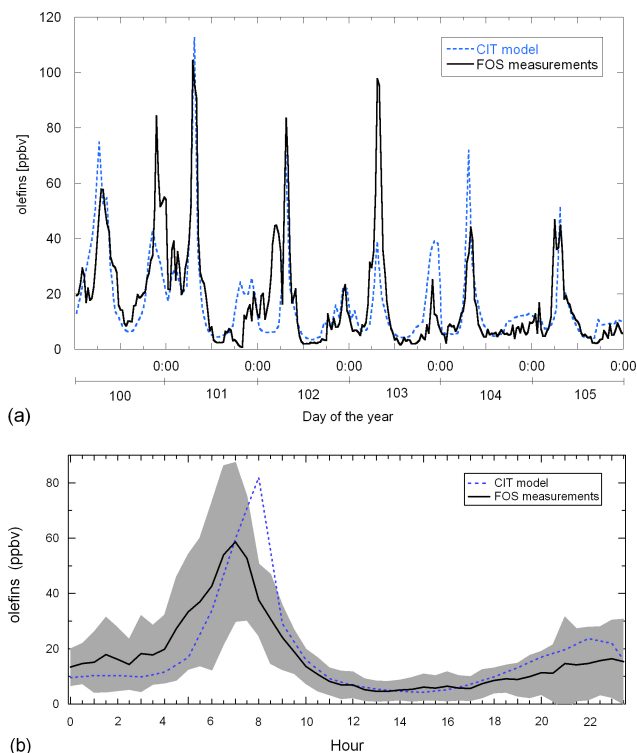 120
100
80
60
40
20
0
olefins [ppbv]
CIT model
FOS measurements
0:00 0:00 0:00 0:00 0:00 0:00
100 101 102 103 104 105
Day of the year
(a)
80
60
40
20
0
olefins (ppbv)
CIT model
FOS measurements
0 2 4 6 8 10 12 14 16 18 20 22
Hour
(b)